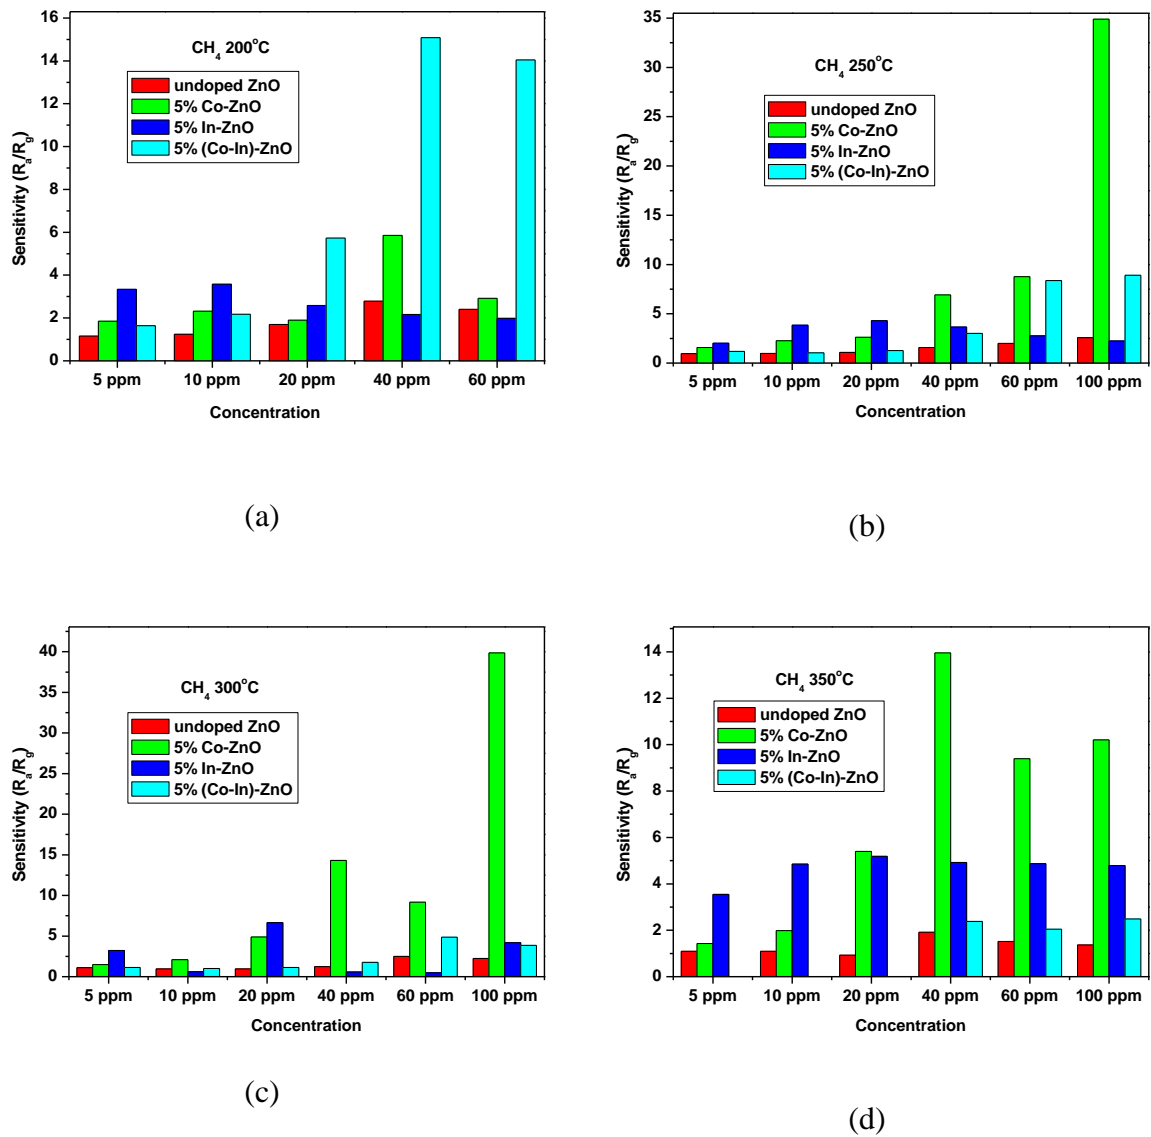 CH4 200°C
undoped ZnO
5% Co-ZnO
5% In-ZnO
5% (Co-In)-ZnO
Sensitivity (Ra/Rg)
0
2
4
6
8
10
12
14
16
5 ppm 10 ppm 20 ppm 40 ppm 60 ppm
Concentration
(a)
CH4 250°C
undoped ZnO
5% Co-ZnO
5% In-ZnO
5% (Co-In)-ZnO
Sensitivity (Ra/Rg)
0
5
10
15
20
25
30
35
5 ppm 10 ppm 20 ppm 40 ppm 60 ppm 100 ppm
Concentration
(b)
CH4 300°C
undoped ZnO
5% Co-ZnO
5% In-ZnO
5% (Co-In)-ZnO
Sensitivity (Ra/Rg)
0
5
10
15
20
25
30
35
40
5 ppm 10 ppm 20 ppm 40 ppm 60 ppm 100 ppm
Concentration
(c)
CH4 350°C
undoped ZnO
5% Co-ZnO
5% In-ZnO
5% (Co-In)-ZnO
Sensitivity (Ra/Rg)
0
2
4
6
8
10
12
14
5 ppm 10 ppm 20 ppm 40 ppm 60 ppm 100 ppm
Concentration
(d)